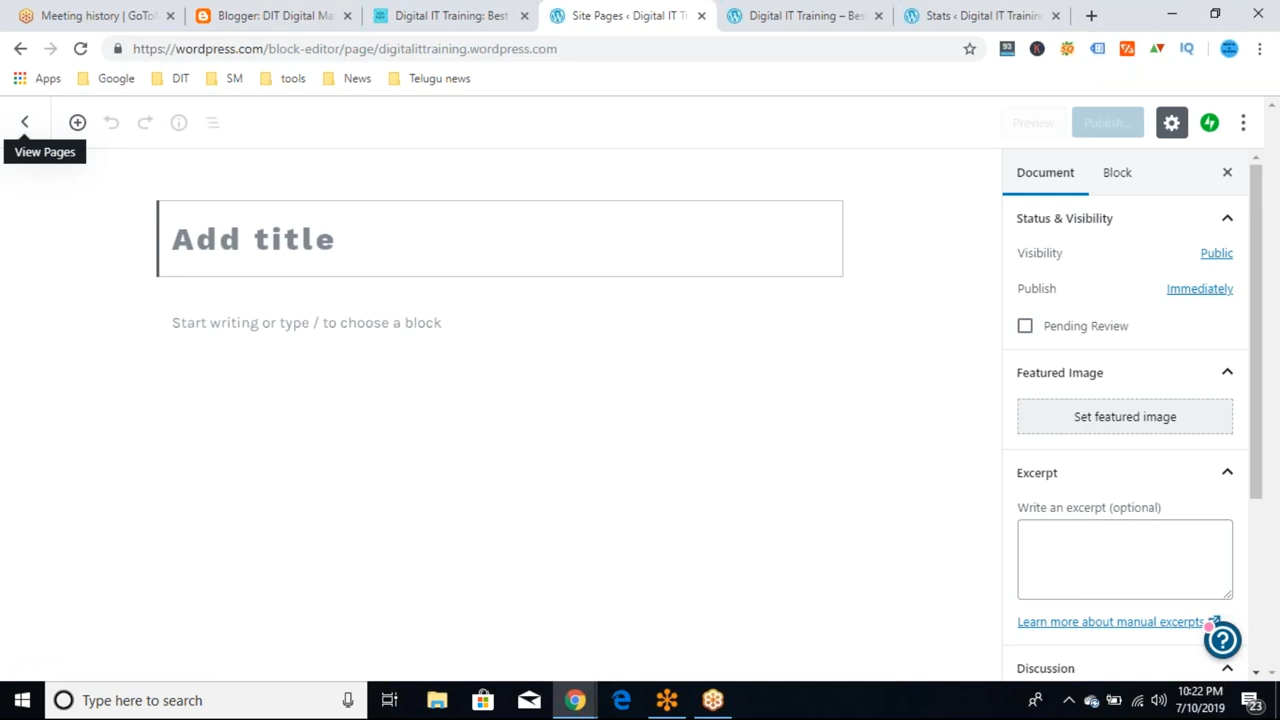 Meeting history | GoTo
Blogger: DIT Digital Ma
Digital IT Training: Best
Site Pages ‹ Digital IT T
Digital IT Training – Bes
Stats ‹ Digital IT Trainin
https://wordpress.com/block-editor/page/digitalittraining.wordpress.com
93
K
IQ
Apps
Google
DIT
SM
tools
News
Telugu news
Preview
Publish...
View Pages
Document
Block
Add title
Status & Visibility
Visibility
Public
Start writing or type / to choose a block
Publish
Immediately
Pending Review
Featured Image
Set featured image
Excerpt
Write an excerpt (optional)
Learn more about manual excerpts
Discussion
Type here to search
10:22 PM
7/10/2019
23